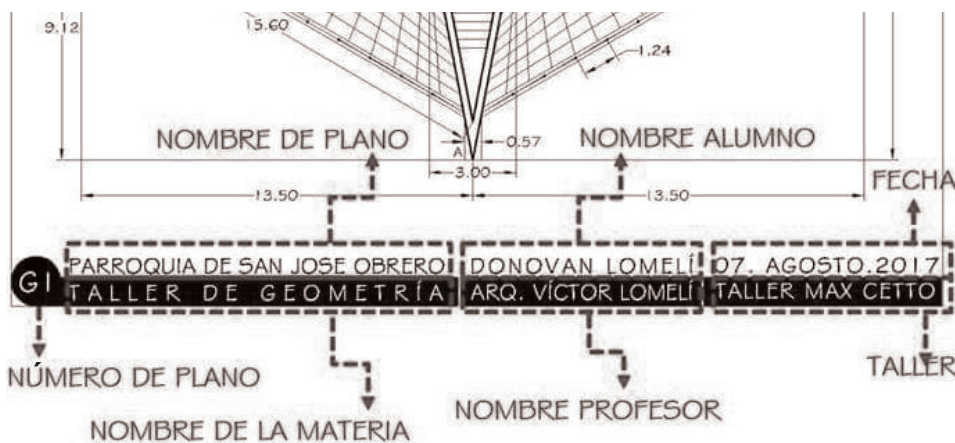 9.12
15.60
1.24
NOMBRE DE PLANO
A
0.57
NOMBRE ALUMNO
3.00
FECHA
13.50
13.50
PARROQUIA DE SAN JOSE OBRERO
DONOVAN LOMELÍ
07. AGOSTO.2017
G1
TALLER DE GEOMETRÍA
ARQ. VÍCTOR LOMELÍ
TALLER MAX CETTO
NÚMERO DE PLANO
TALLER
NOMBRE DE LA MATERIA
NOMBRE PROFESOR